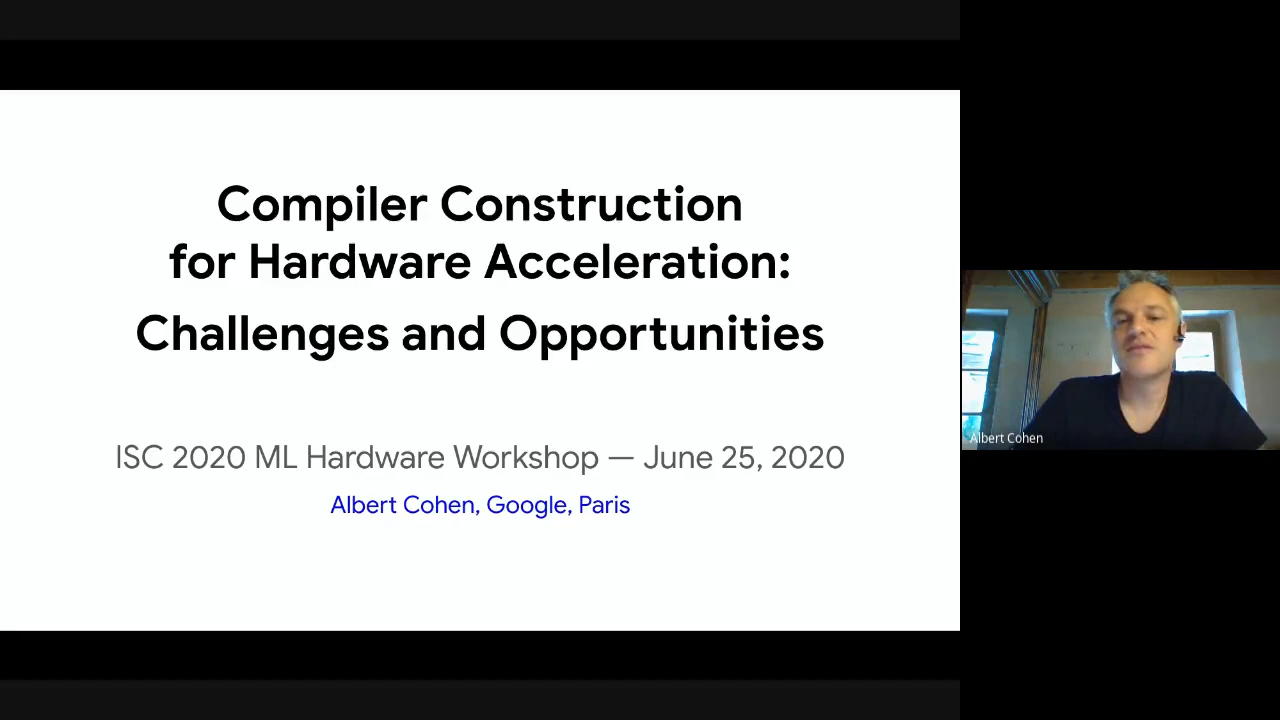 Compiler Construction
for Hardware Acceleration:
Challenges and Opportunities
ISC 2020 ML Hardware Workshop — June 25, 2020
Albert Cohen, Google, Paris
Albert Cohen